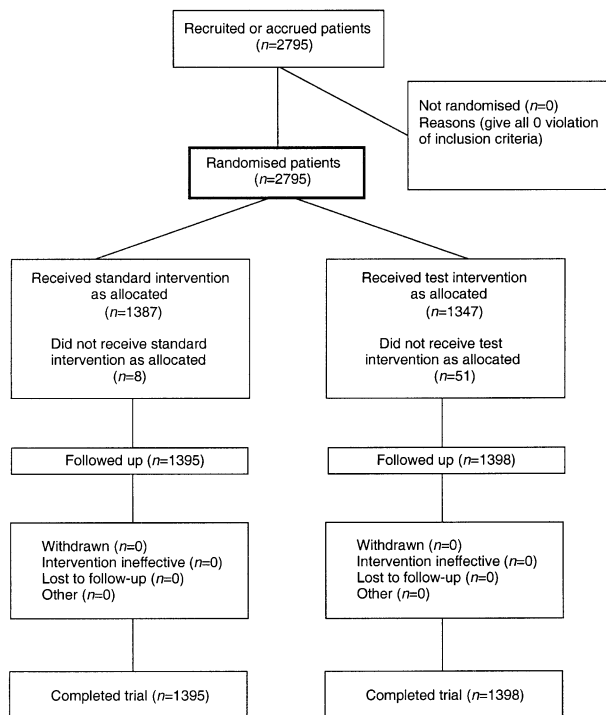 Recruited or accrued patients
(n=2795)
Not randomised (n=0)
Reasons (give all 0 violation
of inclusion criteria)
Randomised patients
(n=2795)
Received standard intervention
as allocated
(n=1387)
Did not receive standard
intervention as allocated
(n=8)
Received test intervention
as allocated
(n=1347)
Did not receive test
intervention as allocated
(n=51)
Followed up (n=1395)
Followed up (n=1398)
Withdrawn (n=0)
Intervention ineffective (n=0)
Lost to follow-up (n=0)
Other (n=0)
Withdrawn (n=0)
Intervention ineffective (n=0)
Lost to follow-up (n=0)
Other (n=0)
Completed trial (n=1395)
Completed trial (n=1398)